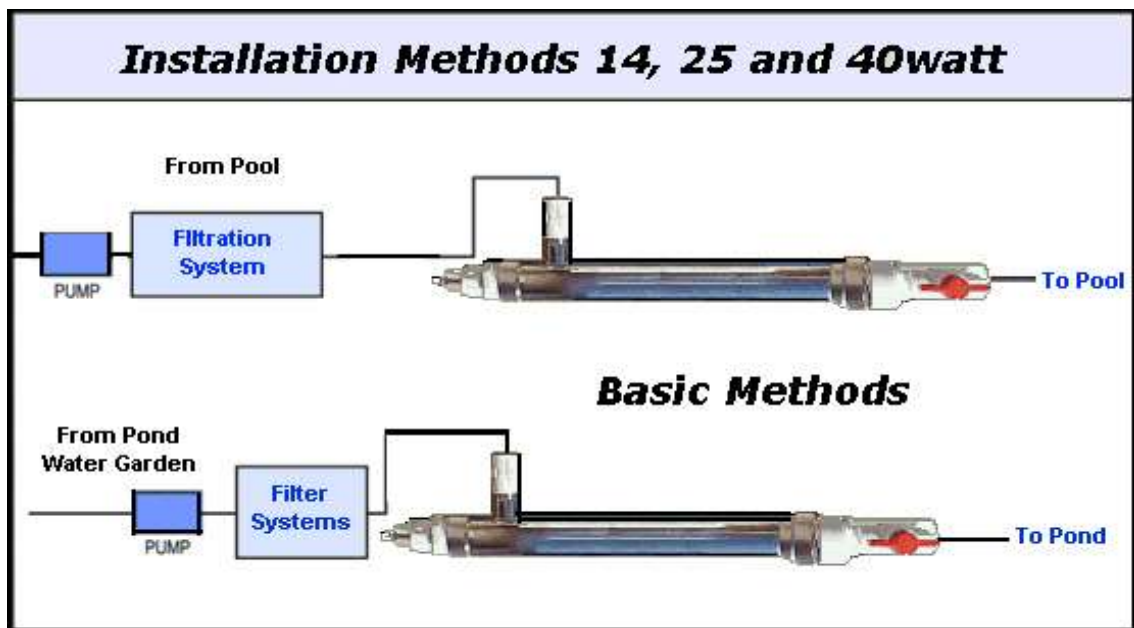 Installation Methods 14, 25 and 40watt
From Pool
FIltration
System
PUMP
To Pool
Basic Methods
From Pond
Water Garden
Filter
Systems
PUMP
To Pond